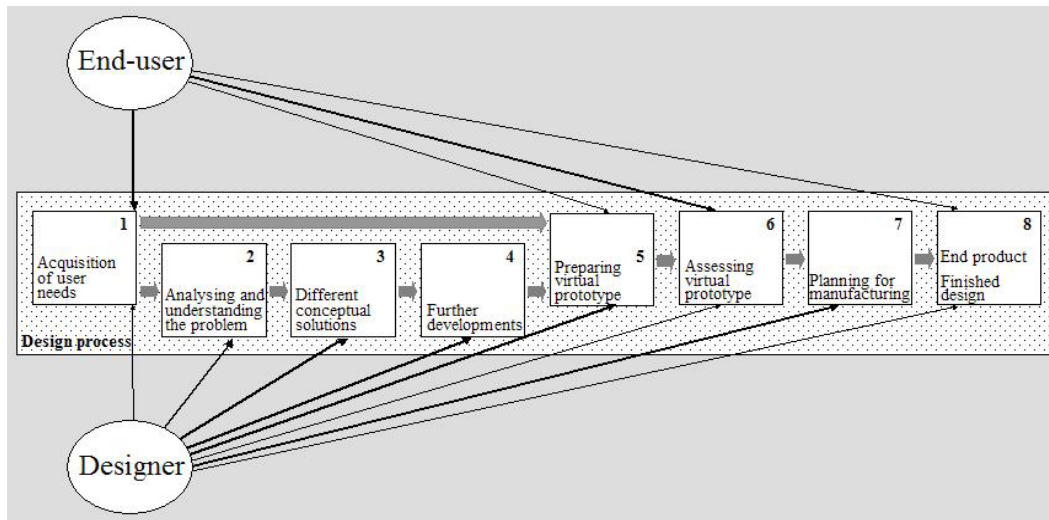 End-user
1
Acquisition
of user
needs
2
Analysing and
understanding
the problem
3
Different
conceptual
solutions
4
Further
developments
5
Preparing
virtual
prototype
6
Assessing
virtual
prototype
7
Planning for
manufacturing
8
End product
Finished
design
Design process
Designer